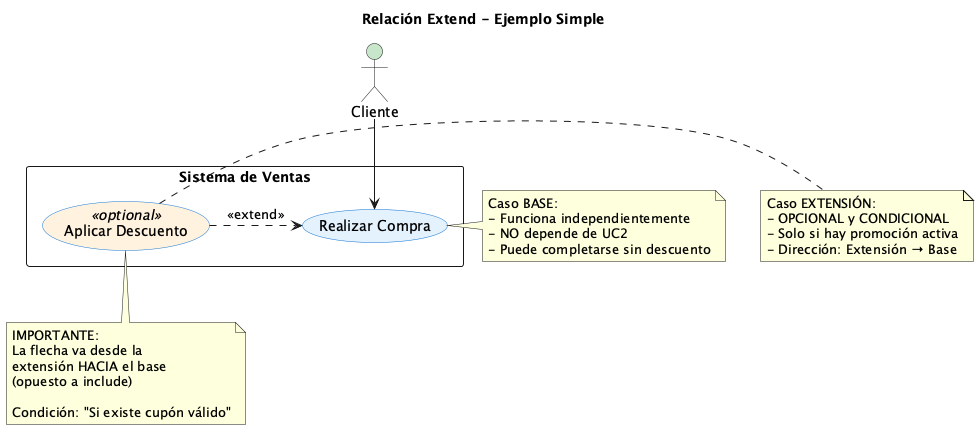 Relación Extend - Ejemplo Simple
Cliente
Sistema de Ventas
«optional»
Aplicar Descuento
«extend»
Realizar Compra
Caso BASE:
- Funciona independientemente
- NO depende de UC2
- Puede completarse sin descuento
Caso EXTENSIÓN:
- OPCIONAL y CONDICIONAL
- Solo si hay promoción activa
- Dirección: Extensión → Base
IMPORTANTE:
La flecha va desde la
extensión HACIA el base
(opuesto a include)
Condición: "Si existe cupón válido"